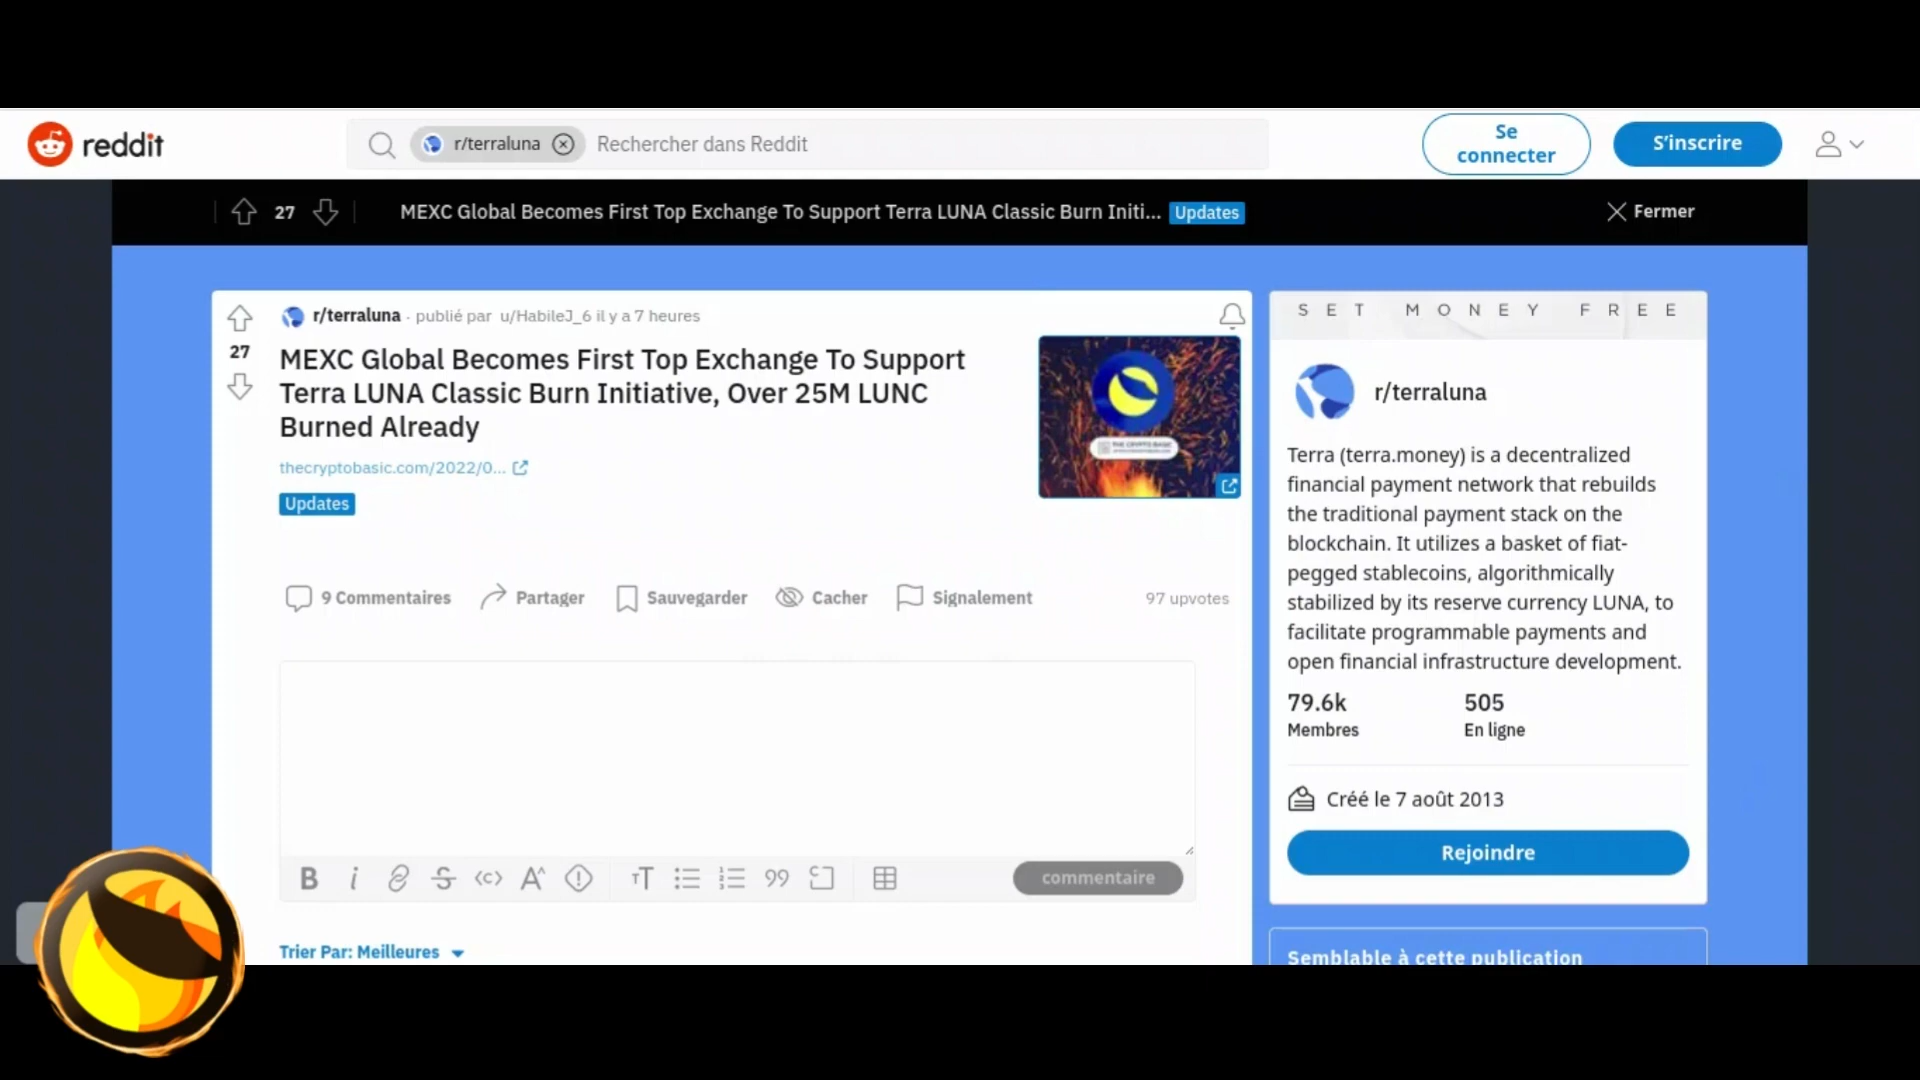 reddit
r/terraluna
Rechercher dans Reddit
Se
connecter
S'inscrire
27
MEXC Global Becomes First Top Exchange To Support Terra LUNA Classic Burn Initi...
Updates
Fermer
r/terraluna · publié par u/HabileJ_6 il y a 7 heures
27
MEXC Global Becomes First Top Exchange To Support
Terra LUNA Classic Burn Initiative, Over 25M LUNC
Burned Already
thecryptobasic.com/2022/0...
Updates
THE CRYPTO BASIC
9 Commentaires
Partager
Sauvegarder
Cacher
Signalement
97 upvotes
commentaire
Trier Par: Meilleures
SET MONEY FREE
r/terraluna
Terra (terra.money) is a decentralized
financial payment network that rebuilds
the traditional payment stack on the
blockchain. It utilizes a basket of fiat-
pegged stablecoins, algorithmically
stabilized by its reserve currency LUNA, to
facilitate programmable payments and
open financial infrastructure development.
79.6k
Membres
505
En ligne
Créé le 7 août 2013
Rejoindre
Semblable à cette publication